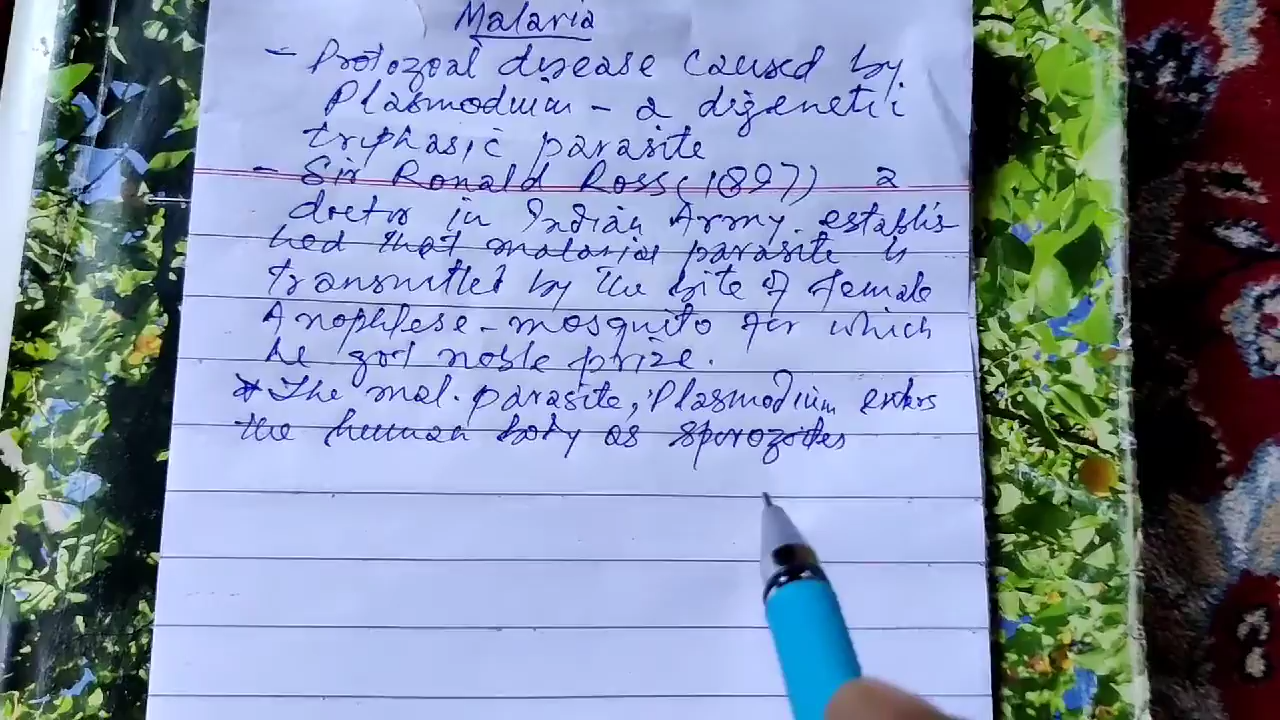 Malaria
- Protozoal disease caused by
Plasmodium - a digenetic
triphasic parasite
- Sir Ronald Ross (1897) a
doctor in Indian Army. establis-
hed that malarial parasite is
transmitted by the bite of female
Anophlese - mosquito for which
he got noble prize.
* The mal. parasite, Plasmodium enters
the human body as sporozoites